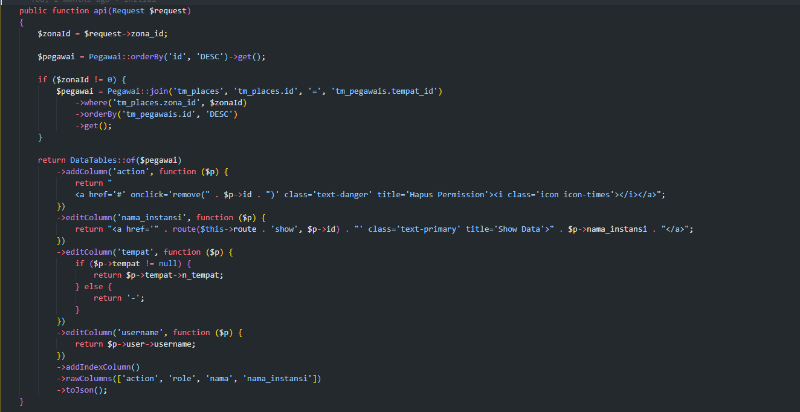 public function api(Request $request)
{
$zonaId = $request->zona_id;
$pegawai = Pegawai::orderBy('id', 'DESC')->get();
if ($zonaId != 0) {
$pegawai = Pegawai::join('tm_places', 'tm_places.id', '=', 'tm_pegawais.tempat_id')
->where('tm_places.zona_id', $zonaId)
->orderBy('tm_pegawais.id', 'DESC')
->get();
}
return DataTables::of($pegawai)
->addColumn('action', function ($p) {
return "
<a href='#' onclick='remove(" . $p->id . ")' class='text-danger' title='Hapus Permission'><i class='icon icon-times'></i></a>";
})
->editColumn('nama_instansi', function ($p) {
return "<a href='" . route($this->route . 'show', $p->id) . "' class='text-primary' title='Show Data'>" . $p->nama_instansi . "</a>";
})
->editColumn('tempat', function ($p) {
if ($p->tempat != null) {
return $p->tempat->n_tempat;
} else {
return '-';
}
})
->editColumn('username', function ($p) {
return $p->user->username;
})
->addIndexColumn()
->rawColumns(['action', 'role', 'nama', 'nama_instansi'])
->toJson();
}